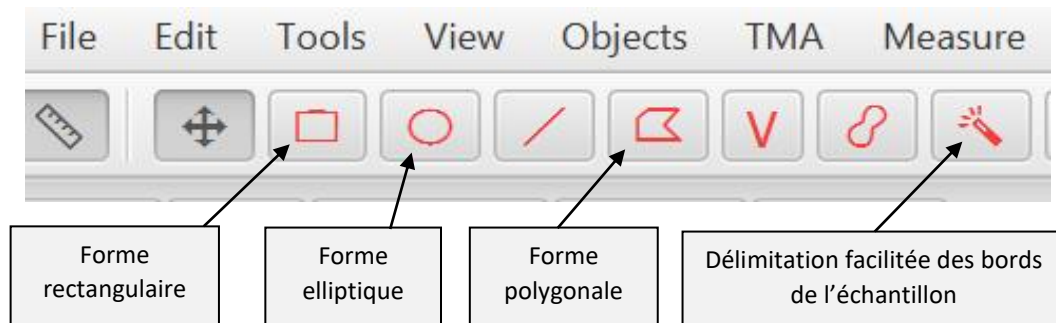 File Edit Tools View Objects TMA Measure
Forme
rectangulaire
Forme
elliptique
Forme
polygonale
Délimitation facilitée des bords
de l’échantillon